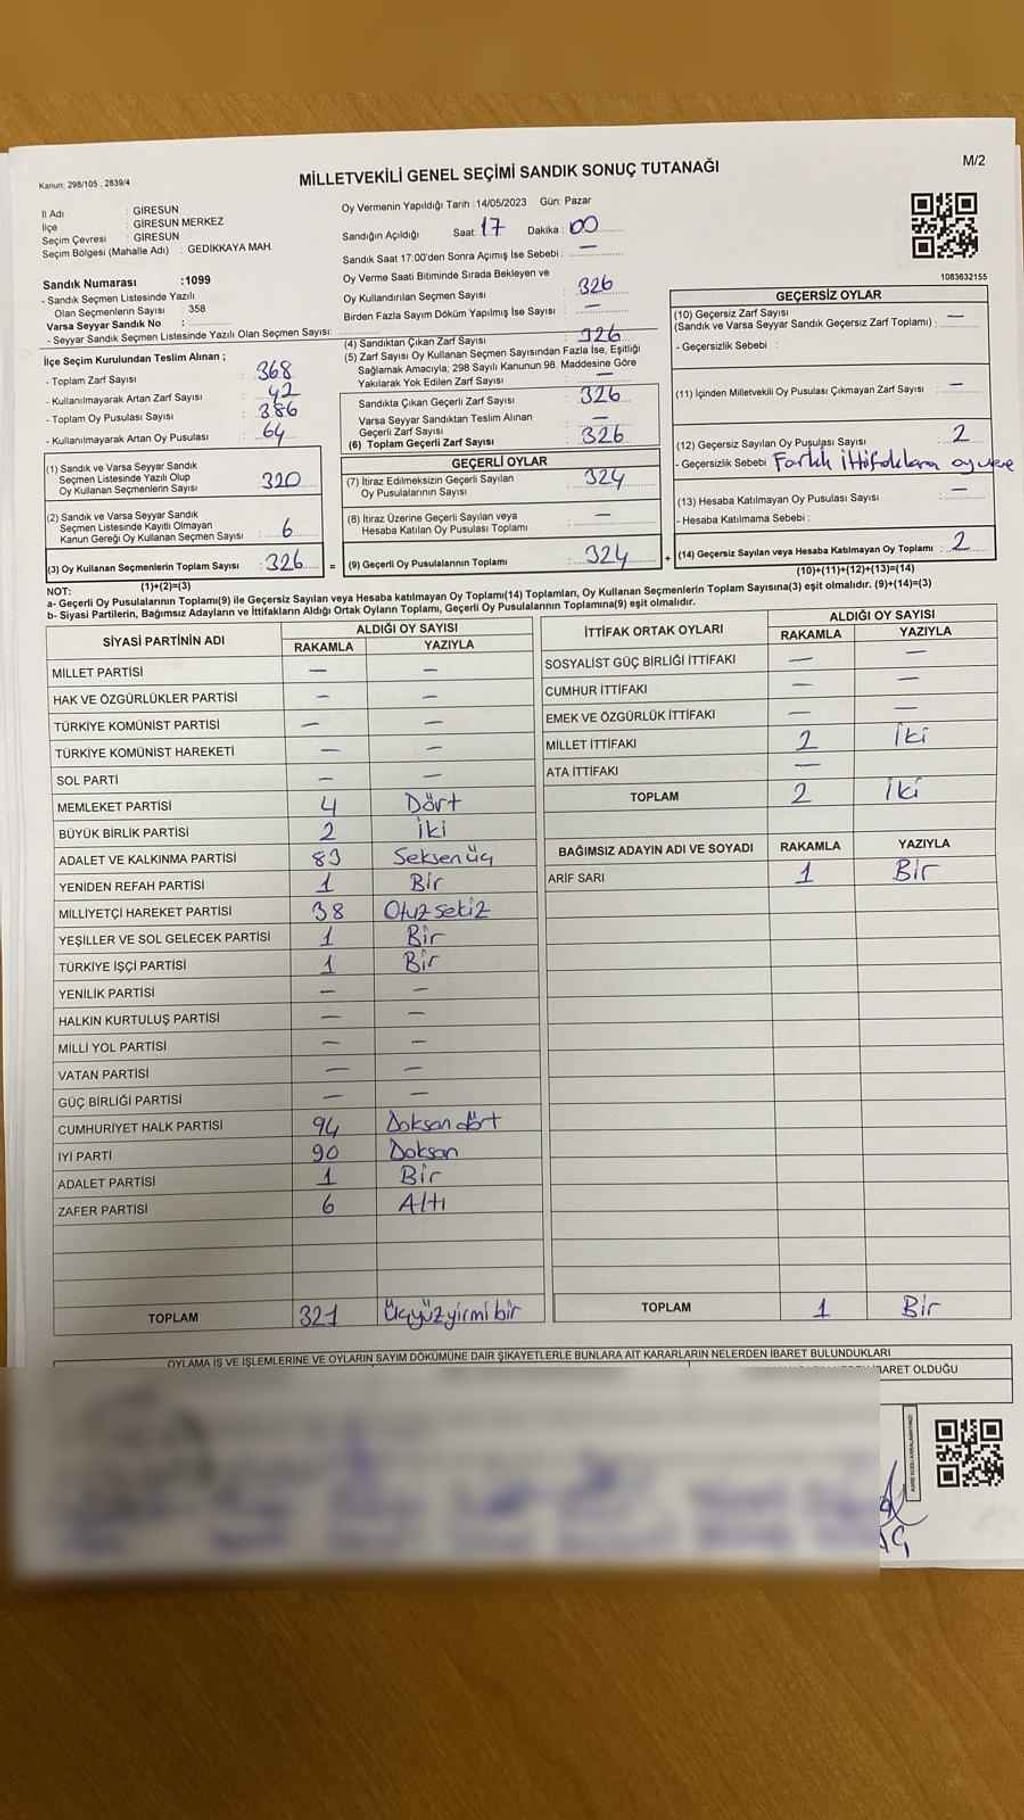 Kanun: 298/105 , 2839/4
MİLLETVEKİLİ GENEL SEÇİMİ SANDIK SONUÇ TUTANAĞI
M/2
İl Adı : GİRESUN
İlçe : GİRESUN MERKEZ
Seçim Çevresi : GİRESUN
Seçim Bölgesi (Mahalle Adı) : GEDİKKAYA MAH.
Oy Vermenin Yapıldığı Tarih :14/05/2023 Gün: Pazar
Sandığın Açıldığı Saat: 17 Dakika : 00
Sandık Saat 17:00'den Sonra Açımış İse Sebebi : —
Sandık Numarası :1099
- Sandık Seçmen Listesinde Yazılı
Olan Seçmenlerin Sayısı : 358
Varsa Seyyar Sandık No :
- Seyyar Sandık Seçmen Listesinde Yazılı Olan Seçmen Sayısı:
Oy Verme Saati Bitiminde Sırada Bekleyen ve
Oy Kullandırılan Seçmen Sayısı : 326
Birden Fazla Sayım Döküm Yapılmış İse Sayısı : —
1083632155
İlçe Seçim Kurulundan Teslim Alınan ;
- Toplam Zarf Sayısı : 368
- Kullanılmayarak Artan Zarf Sayısı : 42
- Toplam Oy Pusulası Sayısı : 386
- Kullanılmayarak Artan Oy Pusulası : 64
(4) Sandıktan Çıkan Zarf Sayısı : 326
(5) Zarf Sayısı Oy Kullanan Seçmen Sayısından Fazla İse, Eşitliği
Sağlamak Amacıyla; 298 Sayılı Kanunun 98. Maddesine Göre
Yakılarak Yok Edilen Zarf Sayısı : —
Sandıkta Çıkan Geçerli Zarf Sayısı : 326
Varsa Seyyar Sandıktan Teslim Alınan
Geçerli Zarf Sayısı : —
(6) Toplam Geçerli Zarf Sayısı : 326
GEÇERSİZ OYLAR
(10) Geçersiz Zarf Sayısı
(Sandık ve Varsa Seyyar Sandık Geçersiz Zarf Toplamı) : —
- Geçersizlik Sebebi :
(11) İçinden Milletvekili Oy Pusulası Çıkmayan Zarf Sayısı : —
(12) Geçersiz Sayılan Oy Pusulası Sayısı : 2
- Geçersizlik Sebebi : Farklı İttifaklara oy
(13) Hesaba Katılmayan Oy Pusulası Sayısı : —
- Hesaba Katılmama Sebebi :
(14) Geçersiz Sayılan veya Hesaba Katılmayan Oy Toplamı : 2
(10)+(11)+(12)+(13)=(14)
(1) Sandık ve Varsa Seyyar Sandık
Seçmen Listesinde Yazılı Olup
Oy Kullanan Seçmenlerin Sayısı : 320
(2) Sandık ve Varsa Seyyar Sandık
Seçmen Listesinde Kayıtlı Olmayan
Kanun Gereği Oy Kullanan Seçmen Sayısı : 6
(3) Oy Kullanan Seçmenlerin Toplam Sayısı : 326 =
(1)+(2)=(3)
GEÇERLİ OYLAR
(7) İtiraz Edilmeksizin Geçerli Sayılan
Oy Pusulalarının Sayısı : 324
(8) İtiraz Üzerine Geçerli Sayılan veya
Hesaba Katılan Oy Pusulası Toplamı : —
(9) Geçerli Oy Pusulalarının Toplamı : 324 +
NOT:
a- Geçerli Oy Pusulalarının Toplamı(9) ile Geçersiz Sayılan veya Hesaba katılmayan Oy Toplamı(14) Toplamları, Oy Kullanan Seçmenlerin Toplam Sayısına(3) eşit olmalıdır. (9)+(14)=(3)
b- Siyasi Partilerin, Bağımsız Adayların ve İttifakların Aldığı Ortak Oyların Toplamı, Geçerli Oy Pusulalarının Toplamına(9) eşit olmalıdır.
SİYASİ PARTİNİN ADI ALDIĞI OY SAYISI
RAKAMLA YAZIYLA
MİLLET PARTİSİ — —
HAK VE ÖZGÜRLÜKLER PARTİSİ — —
TÜRKİYE KOMÜNİST PARTİSİ — —
TÜRKİYE KOMÜNİST HAREKETİ — —
SOL PARTİ — —
MEMLEKET PARTİSİ 4 Dört
BÜYÜK BİRLİK PARTİSİ 2 İki
ADALET VE KALKINMA PARTİSİ 83 Seksen üç
YENİDEN REFAH PARTİSİ 1 Bir
MİLLİYETÇİ HAREKET PARTİSİ 38 Otuz sekiz
YEŞİLLER VE SOL GELECEK PARTİSİ 1 Bir
TÜRKİYE İŞÇİ PARTİSİ 1 Bir
YENİLİK PARTİSİ — —
HALKIN KURTULUŞ PARTİSİ — —
MİLLİ YOL PARTİSİ — —
VATAN PARTİSİ — —
GÜÇ BİRLİĞİ PARTİSİ — —
CUMHURİYET HALK PARTİSİ 94 Doksan dört
İYİ PARTİ 90 Doksan
ADALET PARTİSİ 1 Bir
ZAFER PARTİSİ 6 Altı
TOPLAM 321 Üçyüz yirmi bir
İTTİFAK ORTAK OYLARI ALDIĞI OY SAYISI
RAKAMLA YAZIYLA
SOSYALİST GÜÇ BİRLİĞİ İTTİFAKI — —
CUMHUR İTTİFAKI — —
EMEK VE ÖZGÜRLÜK İTTİFAKI — —
MİLLET İTTİFAKI 2 İki
ATA İTTİFAKI —
TOPLAM 2 İki
BAĞIMSIZ ADAYIN ADI VE SOYADI RAKAMLA YAZIYLA
ARİF SARI 1 Bir
TOPLAM 1 Bir
OYLAMA İŞ VE İŞLEMLERİNE VE OYLARIN SAYIM DÖKÜMÜNE DAİR ŞİKAYETLERLE BUNLARA AİT KARARLARIN NELERDEN İBARET BULUNDUKLARI
OLDUĞU